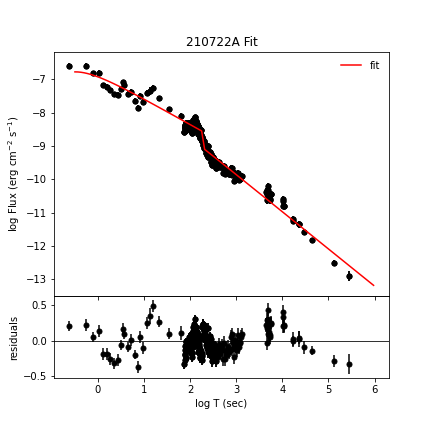 210722A Fit
fit
log Flux (erg cm⁻² s⁻¹)
−7
−8
−9
−10
−11
−12
−13
residuals
0.5
0.0
−0.5
0 1 2 3 4 5 6
log T (sec)